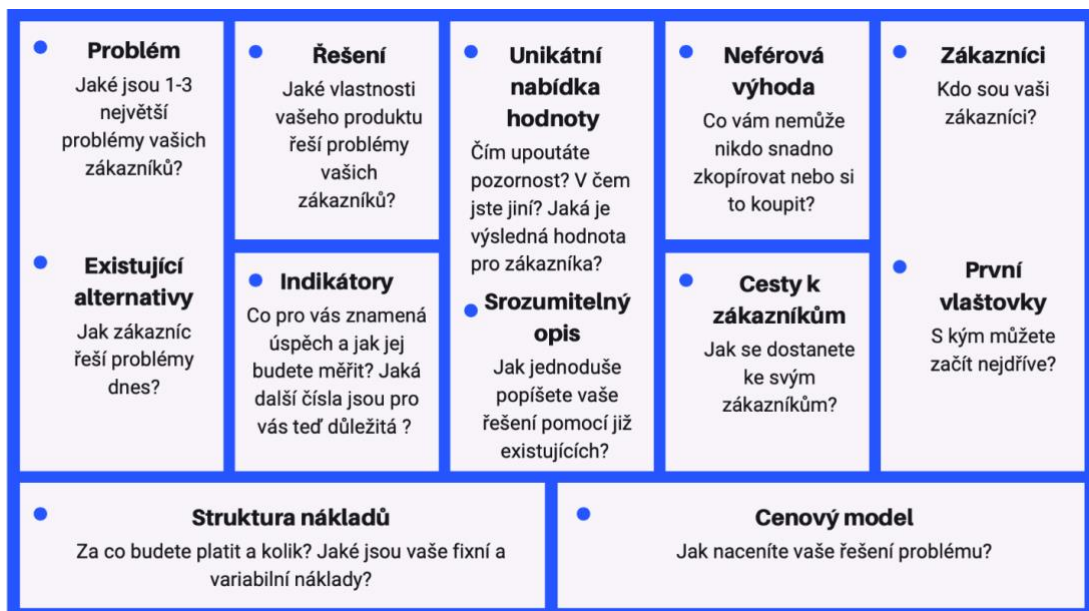 Problém
Jaké jsou 1-3
největší
problémy vašich
zákazníků?
Existující
alternativy
Jak zákazníc
řeší problémy
dnes?
Řešení
Jaké vlastnosti
vašeho produktu
řeší problémy
vašich
zákazníků?
Indikátory
Co pro vás znamená
úspěch a jak jej
budete měřit? Jaká
další čísla jsou pro
vás teď důležitá ?
Unikátní
nabídka
hodnoty
Čím upoutáte
pozornost? V čem
jste jiní? Jaká je
výsledná hodnota
pro zákazníka?
Srozumitelný
opis
Jak jednoduše
popíšete vaše
řešení pomocí již
existujících?
Neférová
výhoda
Co vám nemůže
nikdo snadno
zkopírovat nebo si
to koupit?
Cesty k
zákazníkům
Jak se dostanete
ke svým
zákazníkům?
Zákazníci
Kdo sou vaši
zákazníci?
První
vlaštovky
S kým můžete
začít nejdříve?
Struktura nákladů
Za co budete platit a kolik? Jaké jsou vaše fixní a
variabilní náklady?
Cenový model
Jak naceníte vaše řešení problému?